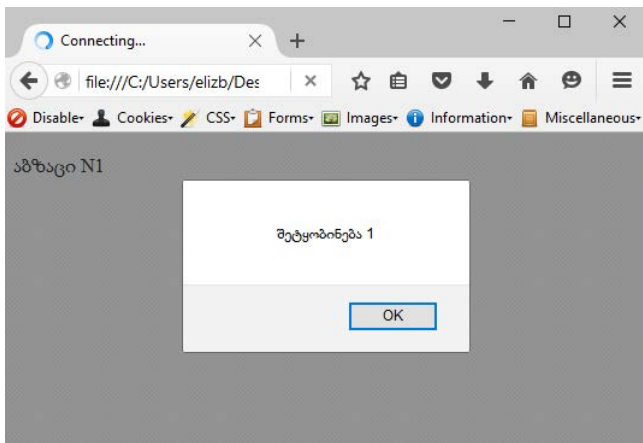 Connecting...
file:///C:/Users/elizb/Des
Disable Cookies CSS Forms Images Information Miscellaneous
აბზაცი N1
შეტყობინება 1
OK